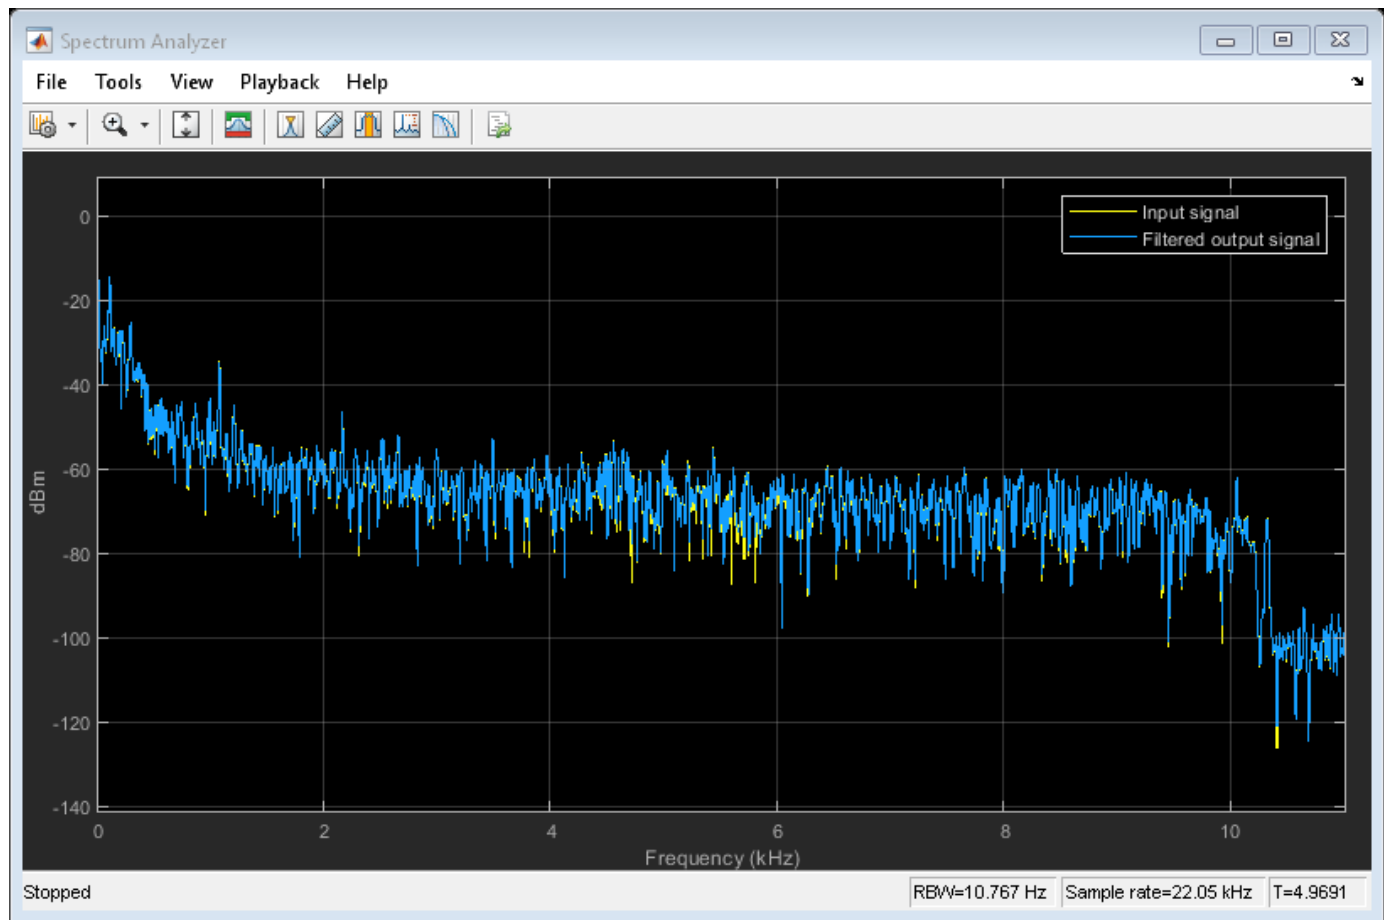 Spectrum Analyzer
File Tools View Playback Help
Input signal
Filtered output signal
0
-20
-40
-60
-80
-100
-120
-140
dBm
0 2 4 6 8 10
Frequency (kHz)
Stopped RBW=10.767 Hz Sample rate=22.05 kHz T=4.9691